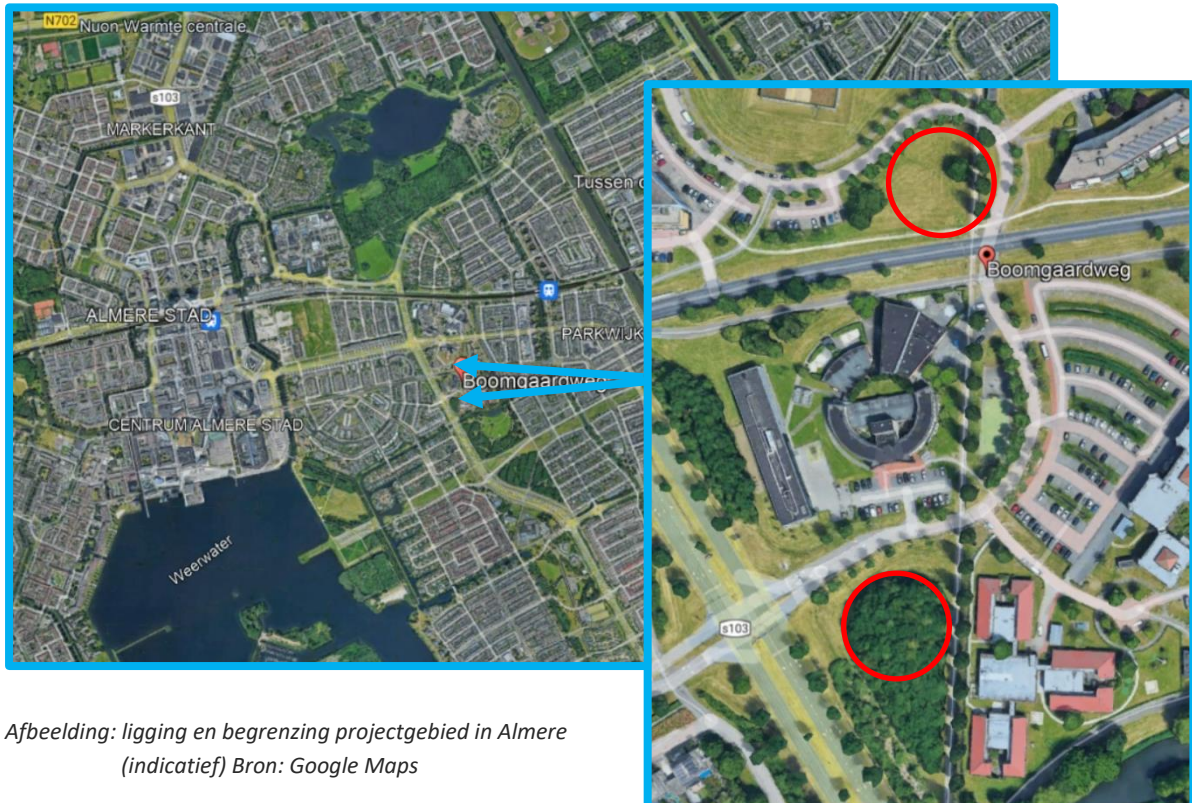 N702
Nuon Warmte centrale
s103
MARKERKANT
Tussen
ALMERE STAD
PARKWIJK
Boomgaardweg
CENTRUM ALMERE STAD
Weerwater
Boomgaardweg
s103
Afbeelding: ligging en begrenzing projectgebied in Almere
(indicatief) Bron: Google Maps